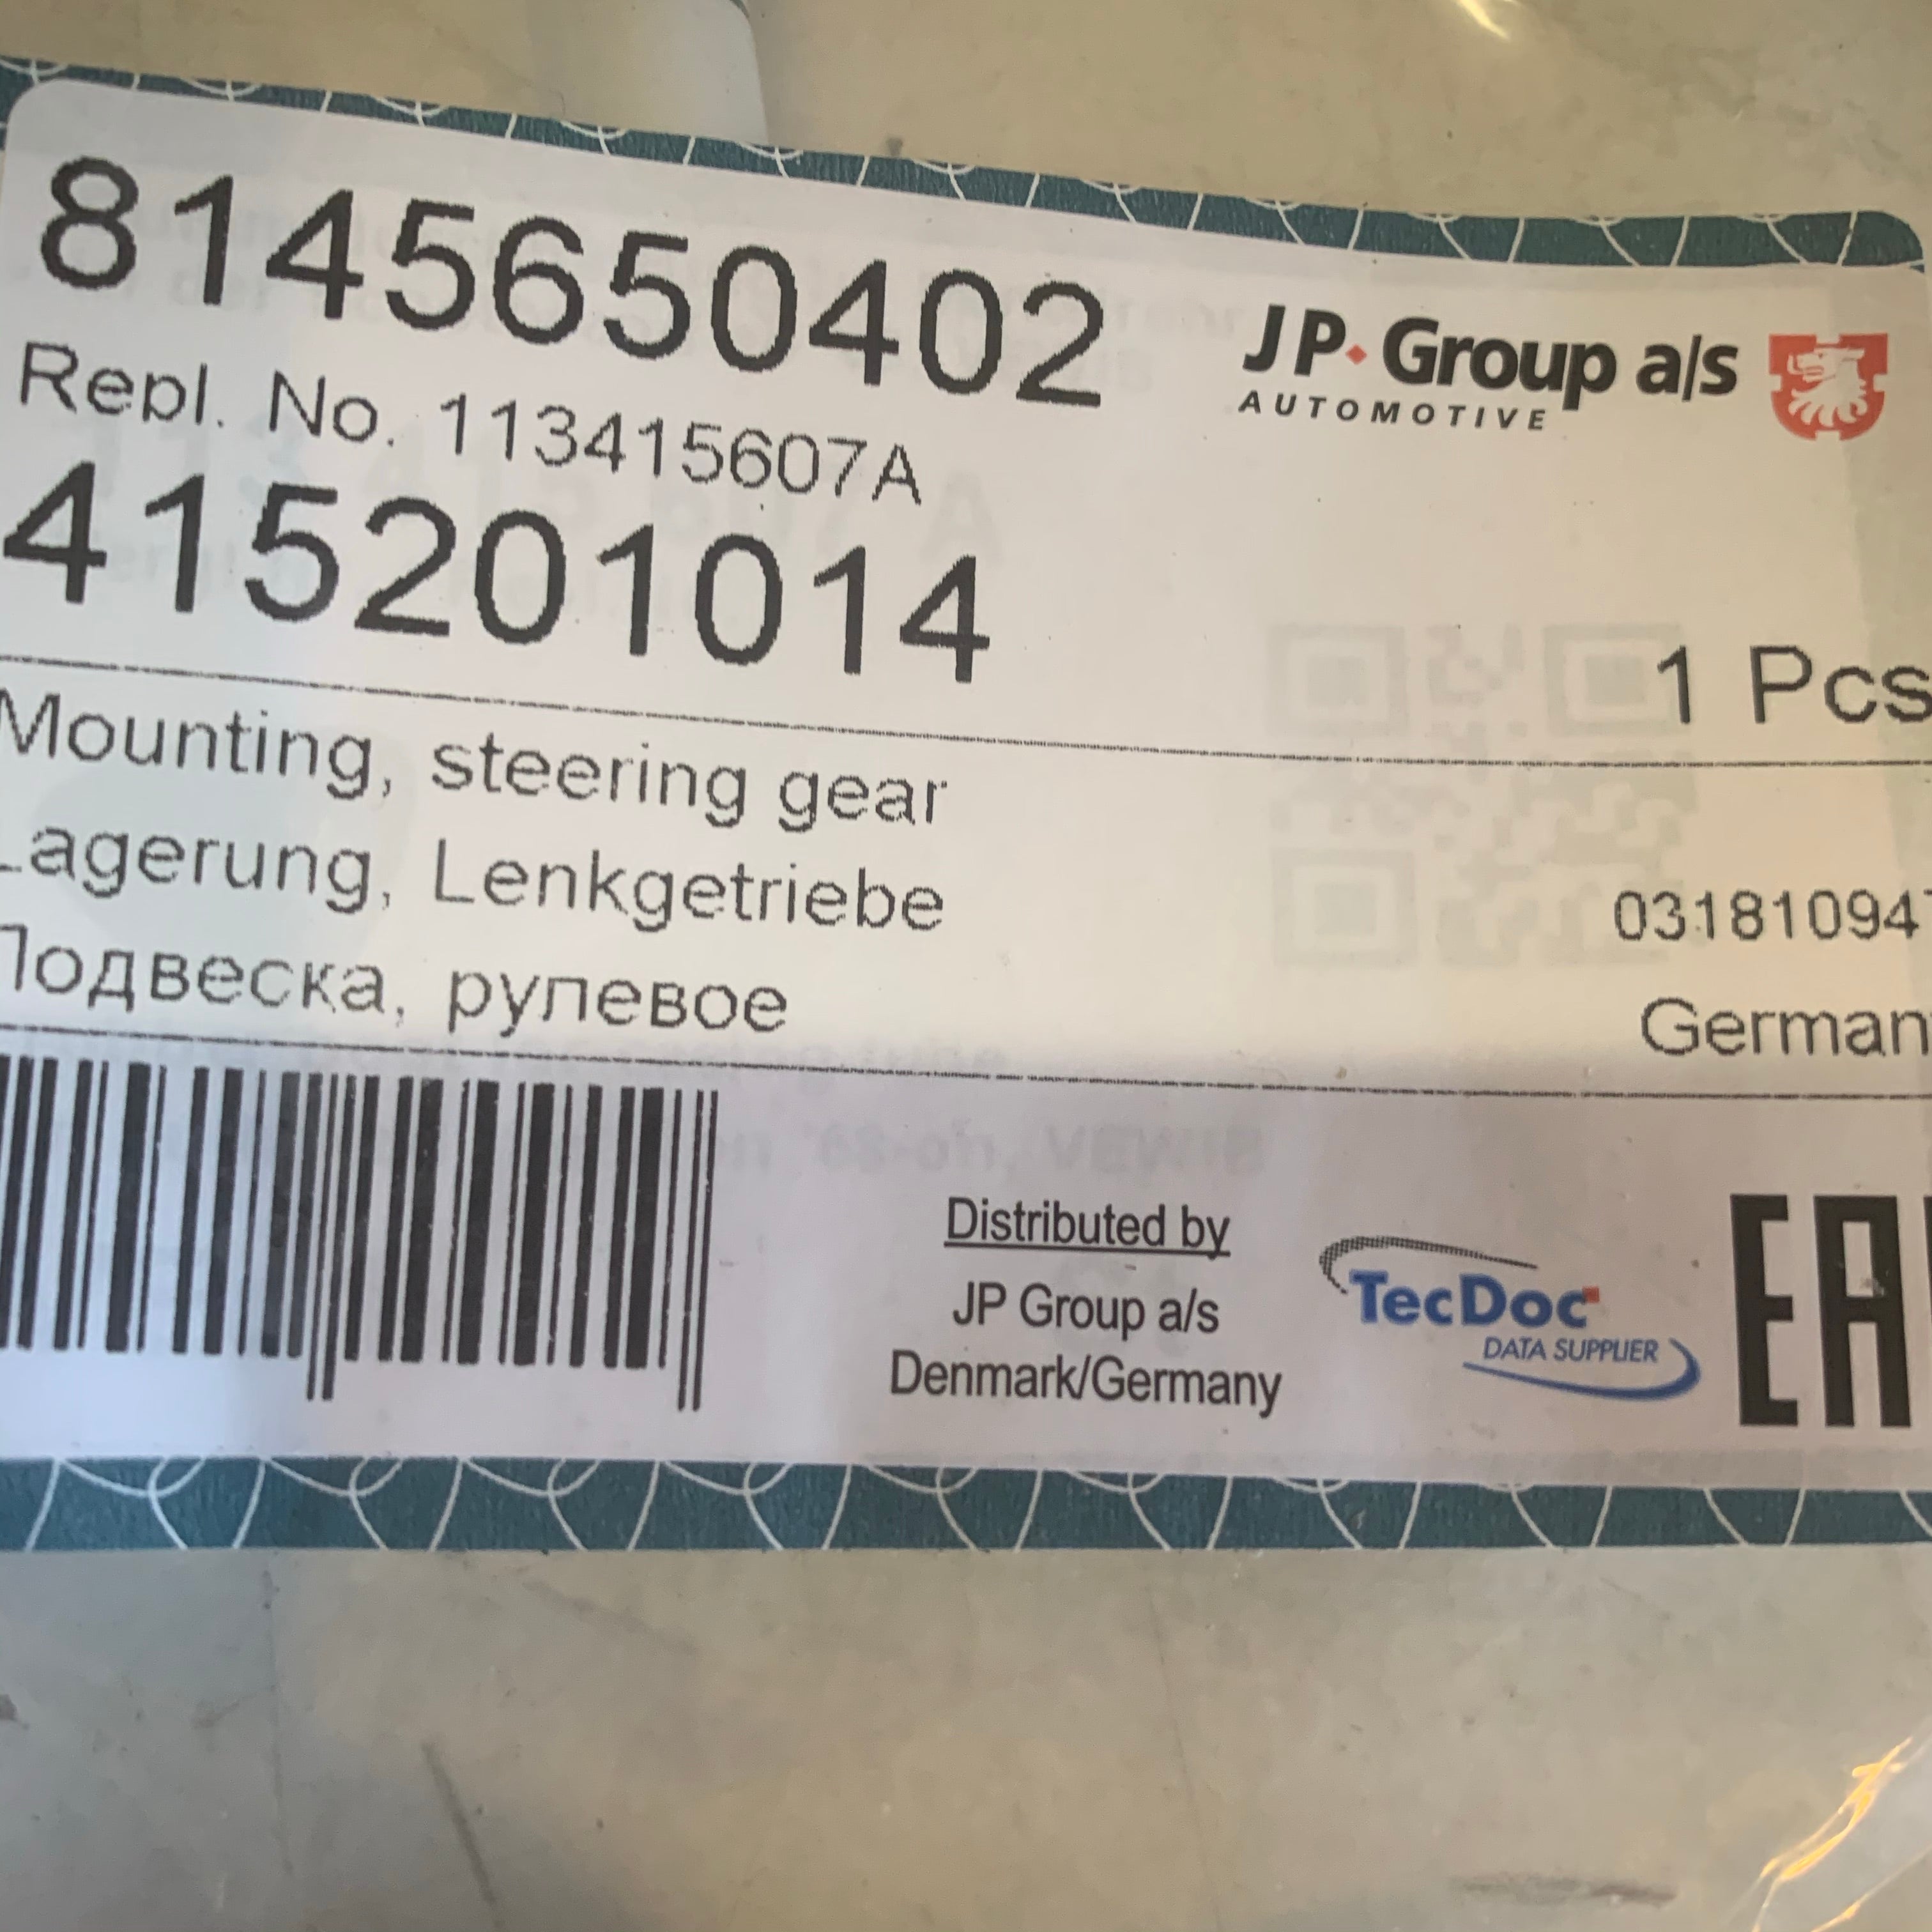 8145650402
JP Group a/s
AUTOMOTIVE
Repl. No. 113415607A
415201014
1 Pcs
Mounting, steering gear
Lagerung, Lenkgetriebe
031810947
Подвеска, рулевое
German
Distributed by
JP Group a/s
Denmark/Germany
TecDoc
DATA SUPPLIER
EA